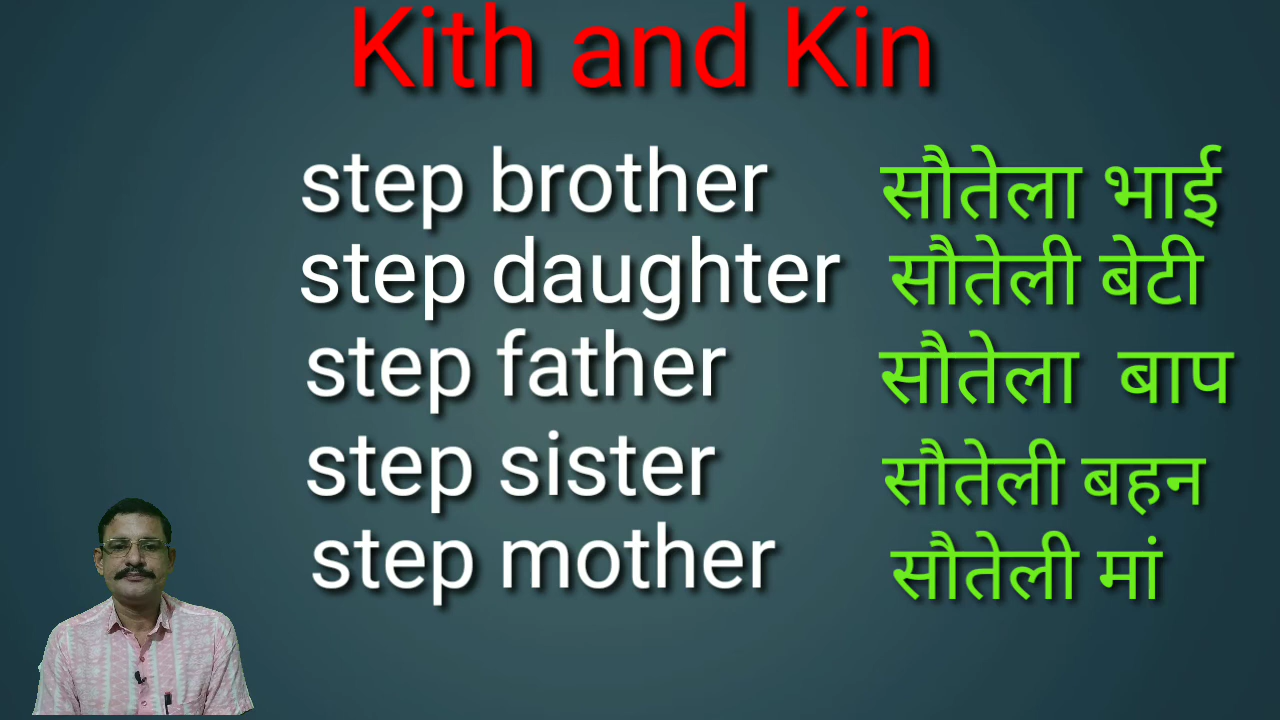 Kith and Kin
step brother सौतेला भाई
step daughter सौतेली बेटी
step father सौतेला बाप
step sister सौतेली बहन
step mother सौतेली मां